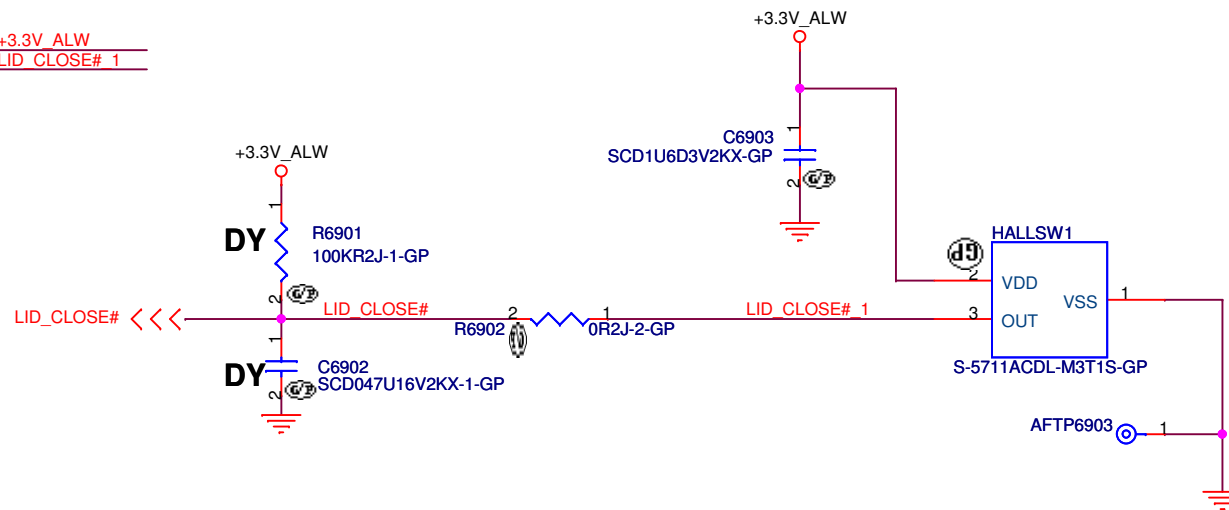 +3.3V_ALW
+3.3V_ALW
LID_CLOSE#_1
1
C6903
SCD1U6D3V2KX-GP
2
G/P
+3.3V_ALW
1
DY
R6901
100KR2J-1-GP
2
G/P
HALLSW1
GP
2
VDD
VSS
1
LID_CLOSE#
LID_CLOSE#
2
R6902
1
0R2J-2-GP
LID_CLOSE#_1
3
OUT
S-5711ACDL-M3T1S-GP
1
DY
C6902
SCD047U16V2KX-1-GP
2
G/P
AFTP6903
1